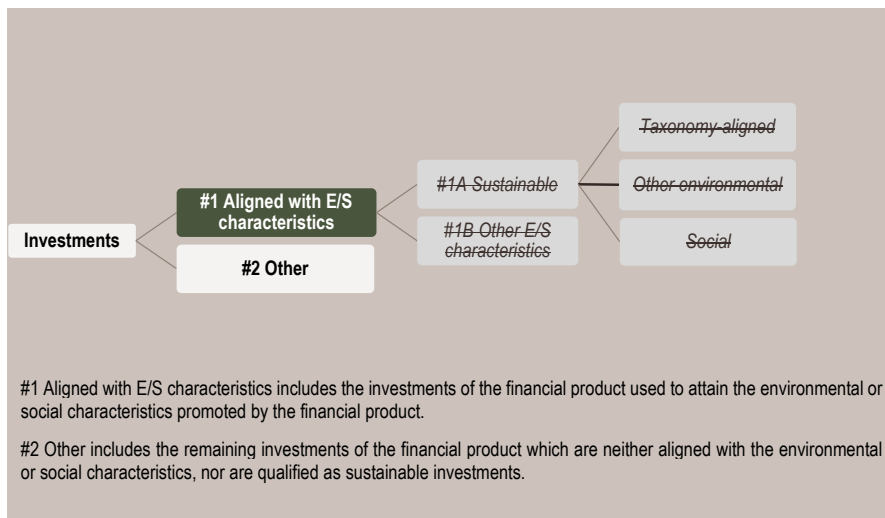 Investments
#1 Aligned with E/S
characteristics
#2 Other
#1A Sustainable
#1B Other E/S
characteristics
Taxonomy-aligned
Other environmental
Social
#1 Aligned with E/S characteristics includes the investments of the financial product used to attain the environmental or
social characteristics promoted by the financial product.
#2 Other includes the remaining investments of the financial product which are neither aligned with the environmental
or social characteristics, nor are qualified as sustainable investments.